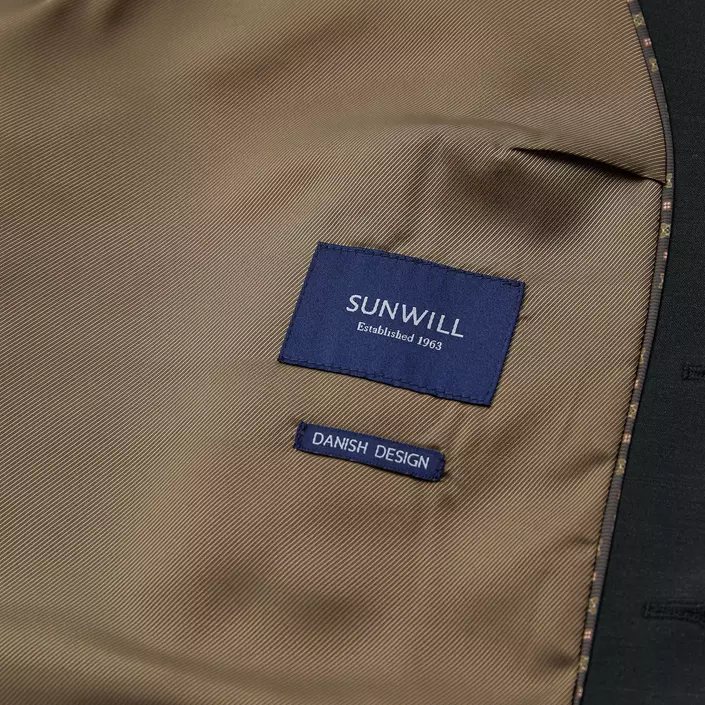 SUNWILL
Established 1963
DANISH DESIGN